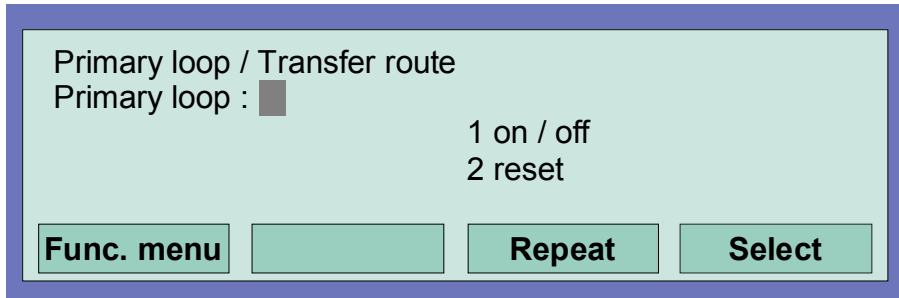 Primary loop / Transfer route
Primary loop :
1 on / off
2 reset
Func. menu Repeat Select